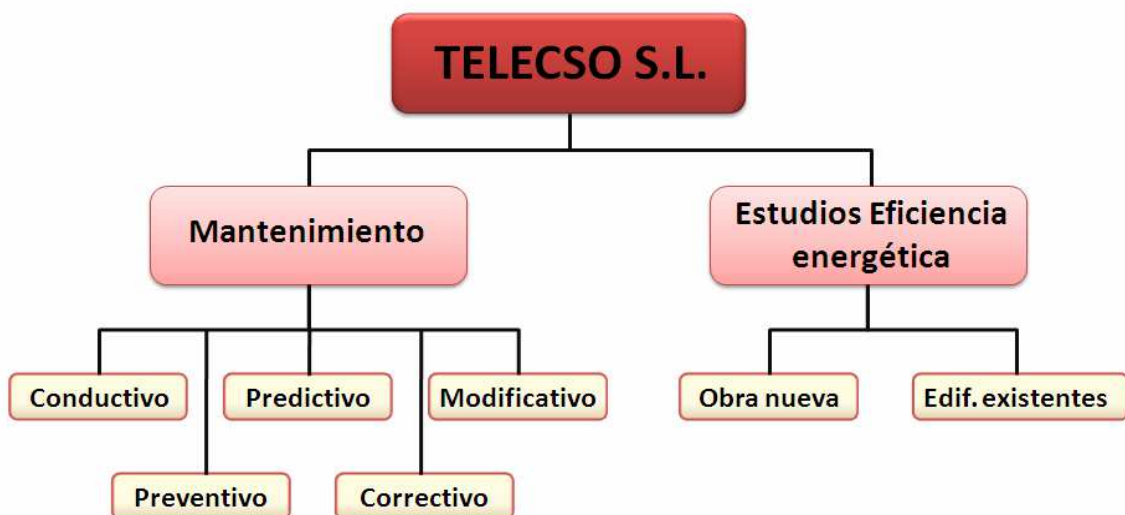 TELECSO S.L.
Mantenimiento
Estudios Eficiencia
energética
Conductivo
Predictivo
Modificativo
Obra nueva
Edif. existentes
Preventivo
Correctivo